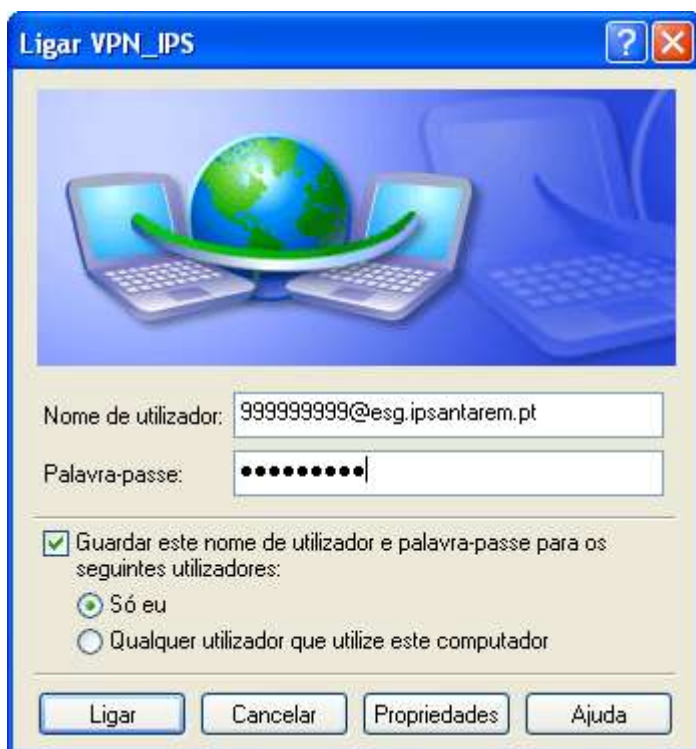 Ligar VPN_IPS
Nome de utilizador: 999999999@esg.ipsantarem.pt
Palavra-passe: ●●●●●●●●●
Guardar este nome de utilizador e palavra-passe para os
seguintes utilizadores:
Só eu
Qualquer utilizador que utilize este computador
Ligar Cancelar Propriedades Ajuda